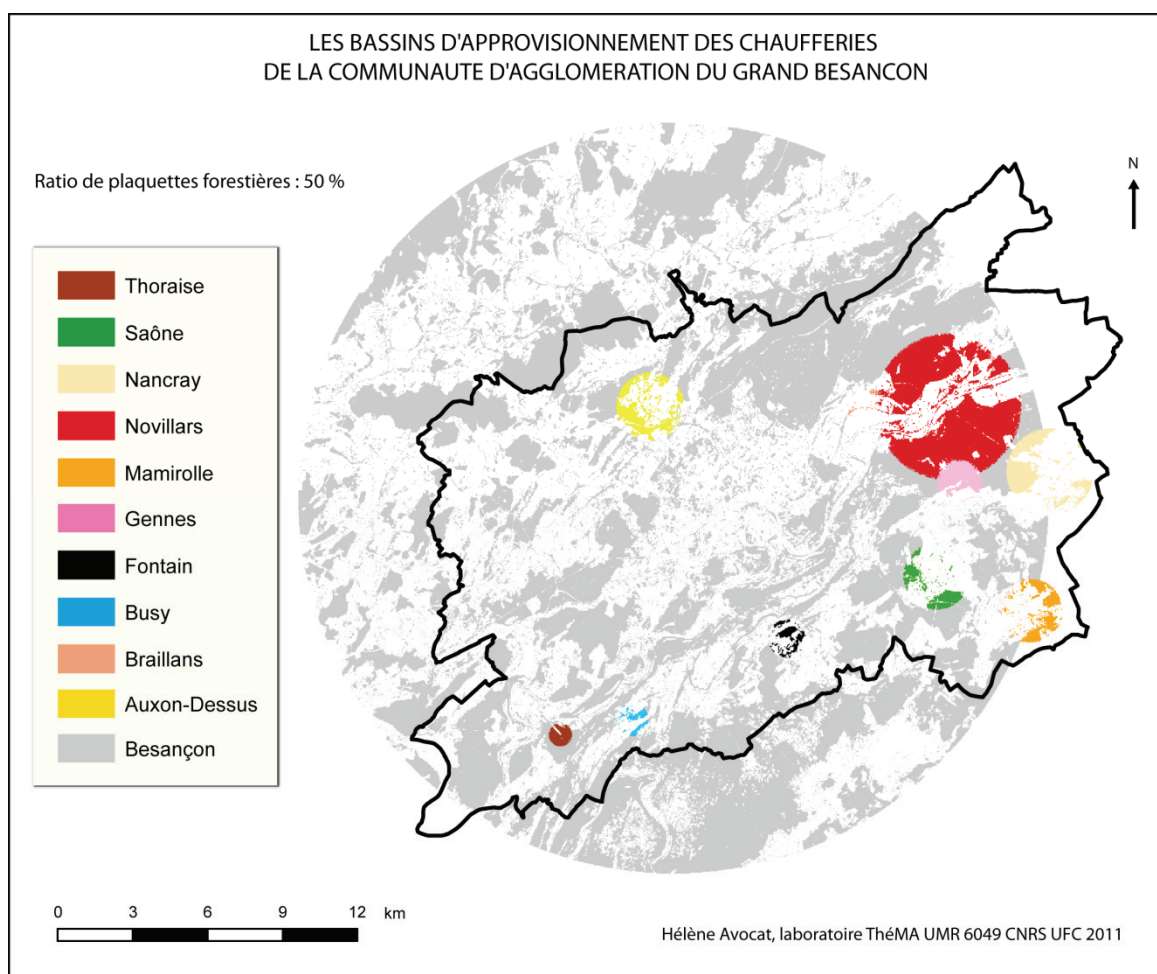 LES BASSINS D'APPROVISIONNEMENT DES CHAUFFERIES
DE LA COMMUNAUTE D'AGGLOMERATION DU GRAND BESANCON
N
Ratio de plaquettes forestières : 50 %
Thoraise
Saône
Nancray
Novillars
Mamirolle
Gennes
Fontain
Busy
Braillans
Auxon-Dessus
Besançon
0 3 6 9 12 km
Hélène Avocat, laboratoire ThéMA UMR 6049 CNRS UFC 2011